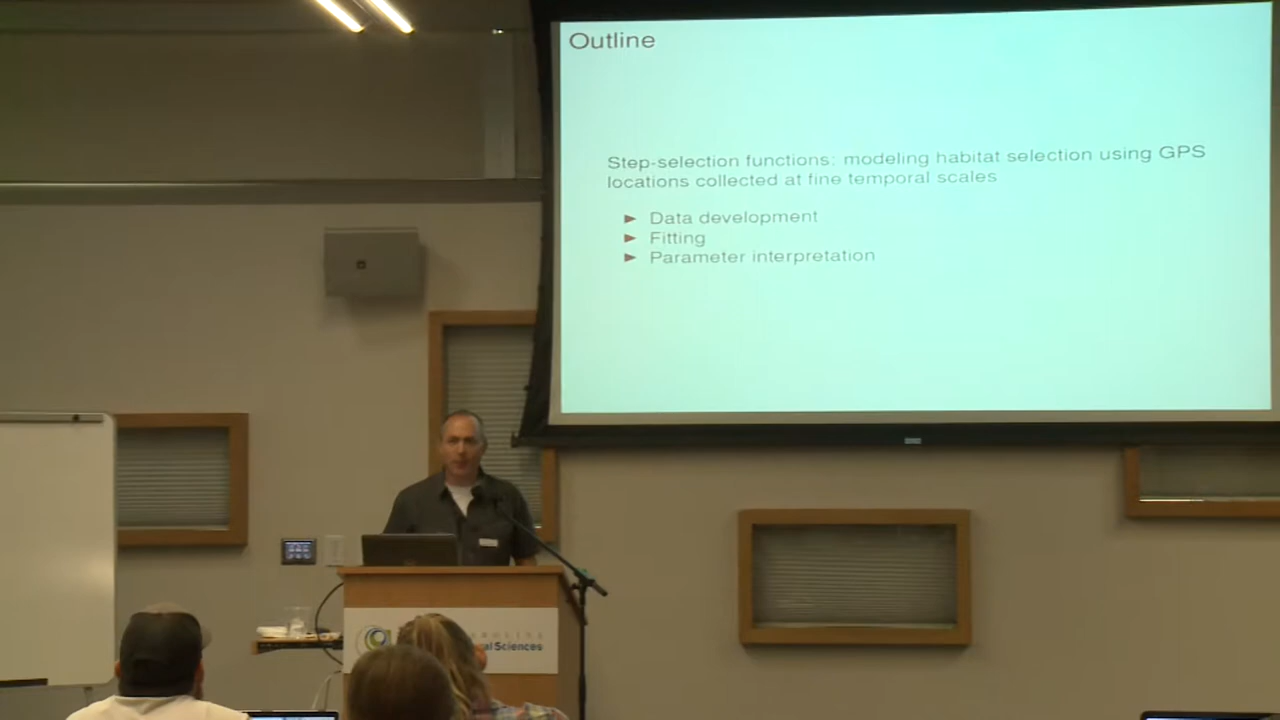 Outline
Step-selection functions: modeling habitat selection using GPS
locations collected at fine temporal scales
► Data development
► Fitting
► Parameter interpretation
Sciences